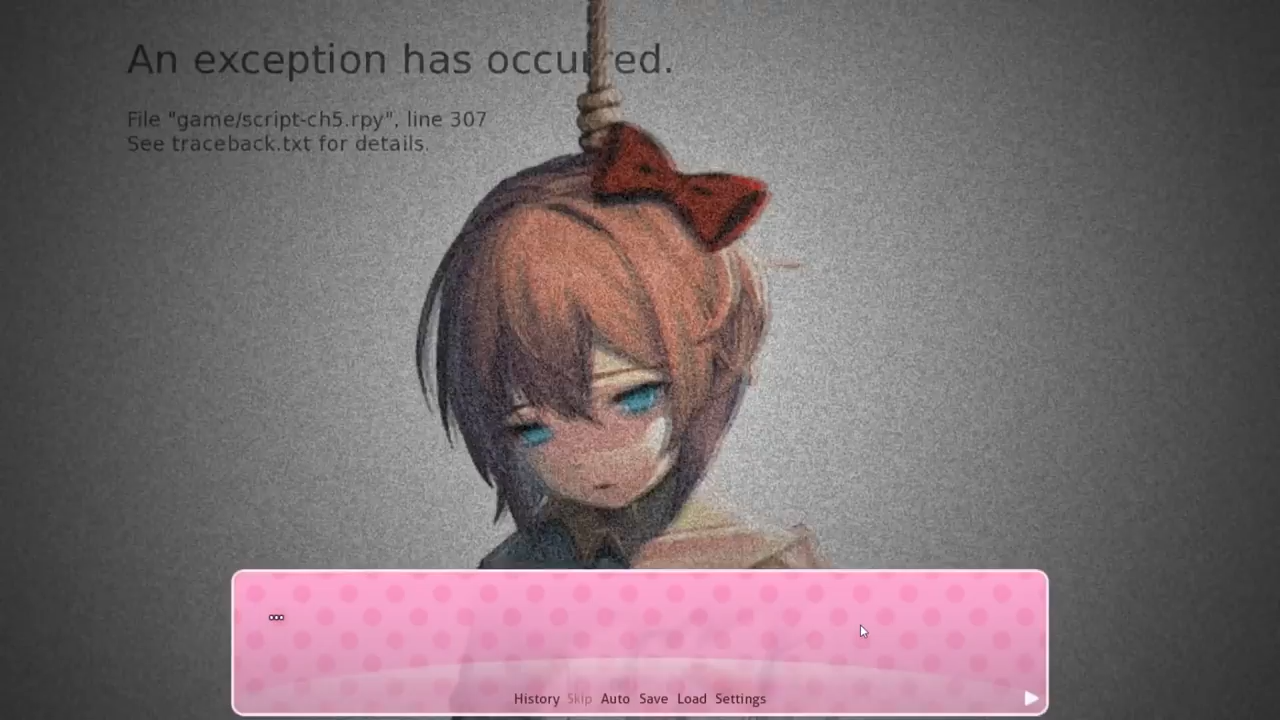 An exception has occurred.
File "game/script-ch5.rpy", line 307
See traceback.txt for details.
...
History Skip Auto Save Load Settings